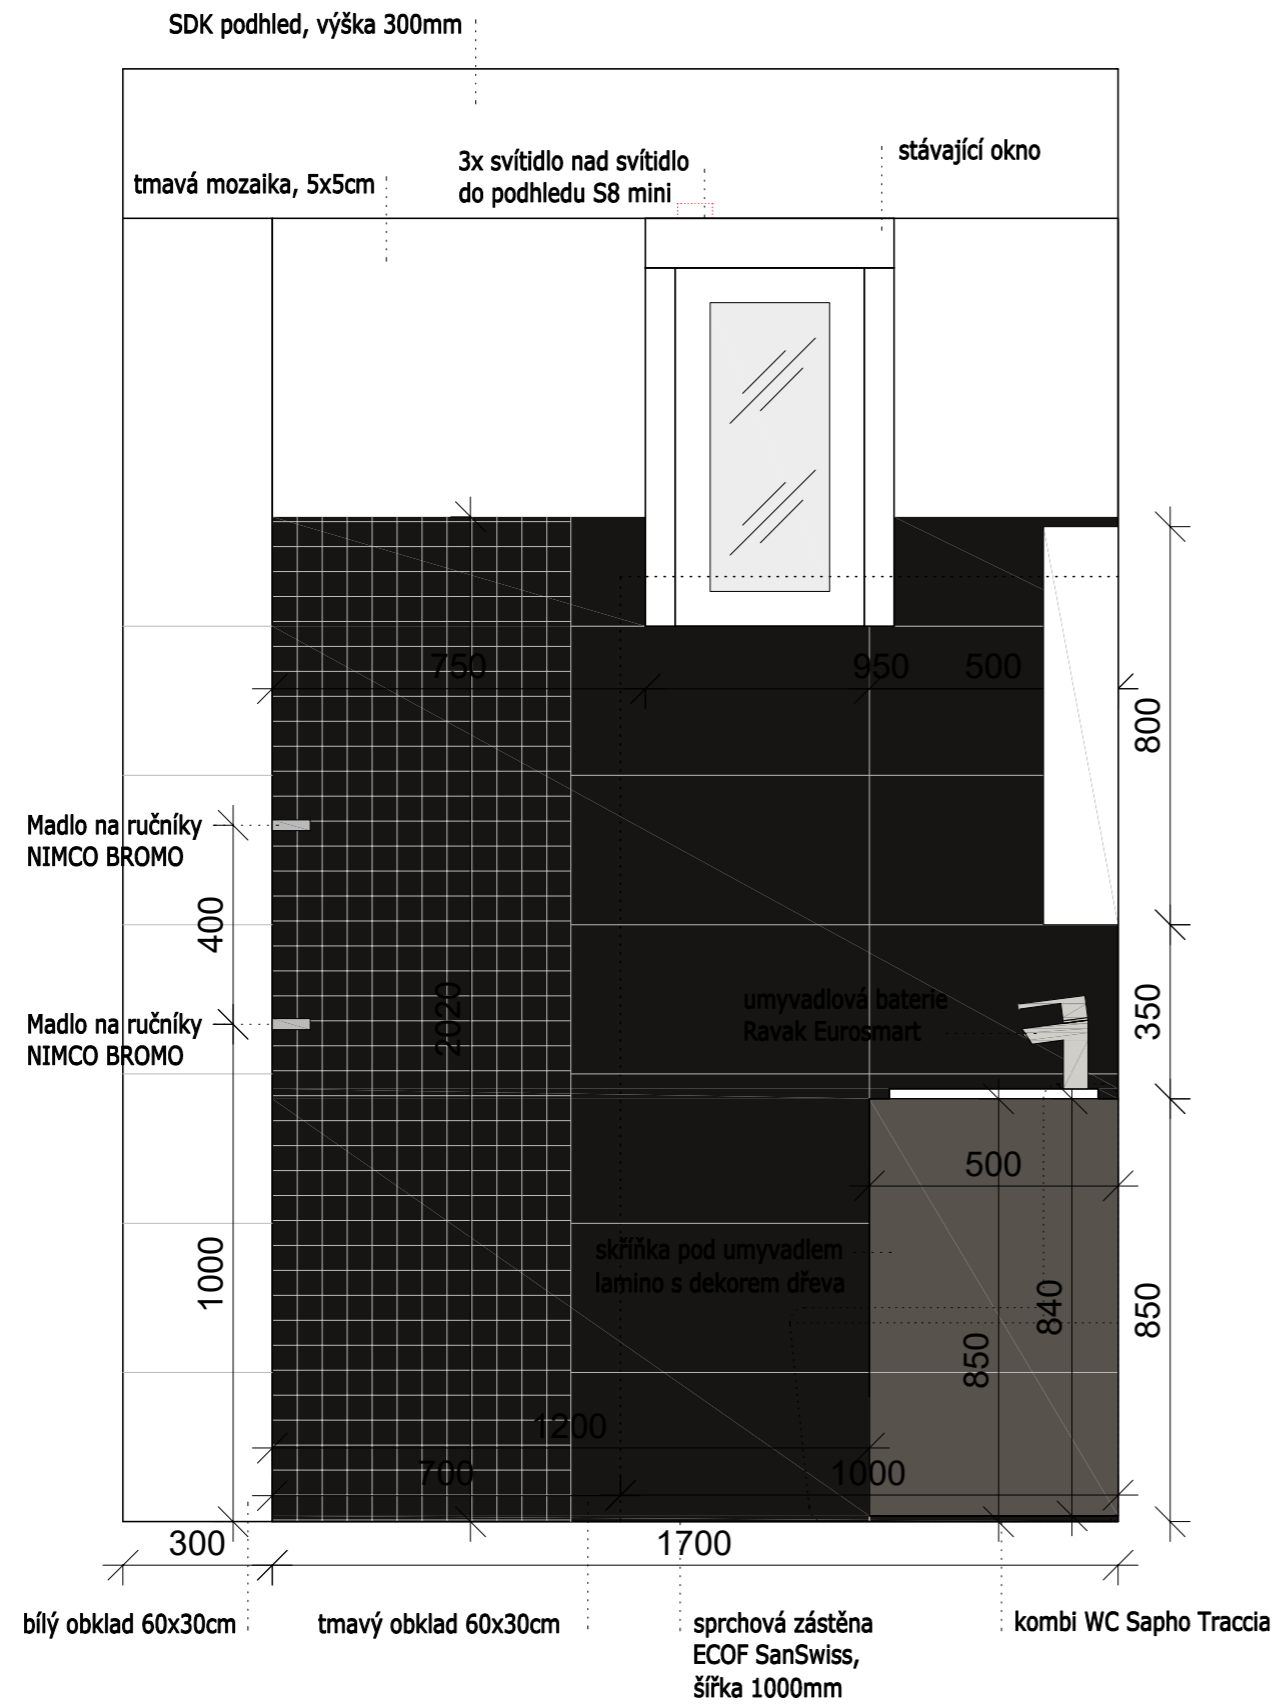 SDK podhled, výška 300mm
tmavá mozaika, 5x5cm
3x svítidlo nad svítidlo
do podhledu S8 mini
stávající okno
750
950
500
800
Madlo na ručníky
NIMCO BROMO
400
Madlo na ručníky
NIMCO BROMO
2020
umyvadlová baterie
Ravak Eurosmart
350
500
skříňka pod umyvadlem
lamino s dekorem dřeva
1000
840
850
850
1200
700
1000
300
1700
bílý obklad 60x30cm
tmavý obklad 60x30cm
sprchová zástěna
ECOF SanSwiss,
šířka 1000mm
kombi WC Sapho Traccia